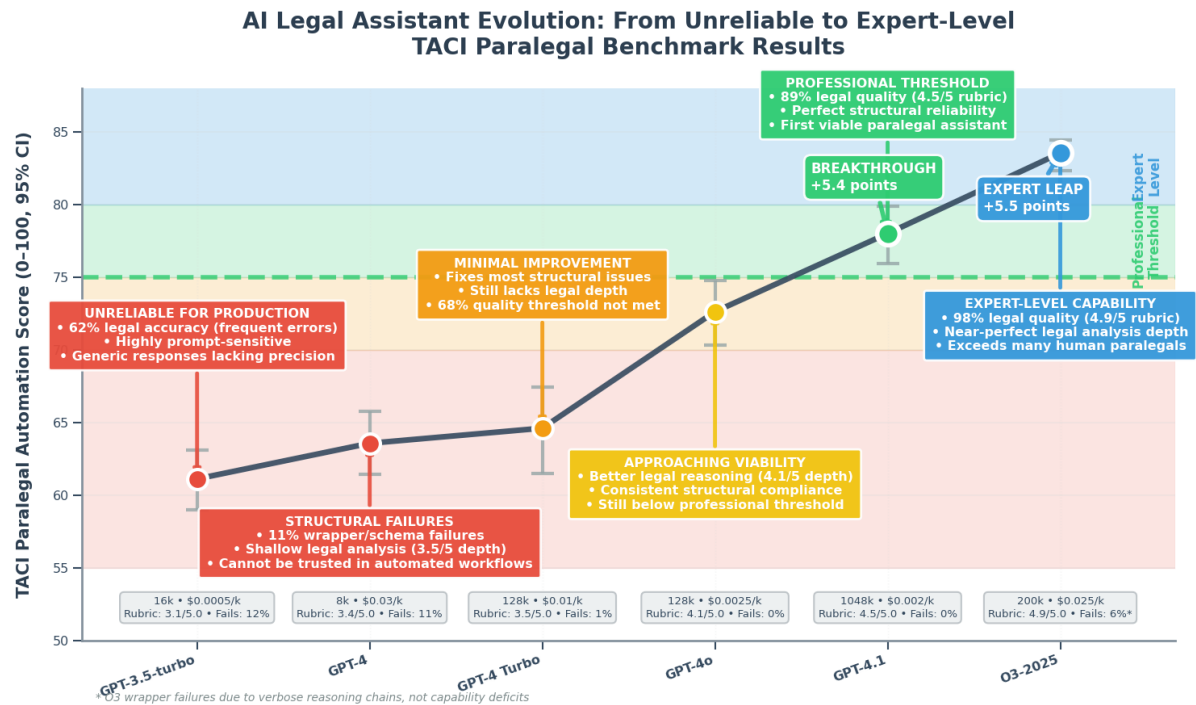 AI Legal Assistant Evolution: From Unreliable to Expert-Level
TACI Paralegal Benchmark Results
TACI Paralegal Automation Score (0–100, 95% CI)
85
80
75
70
65
60
55
50
PROFESSIONAL THRESHOLD
• 89% legal quality (4.5/5 rubric)
• Perfect structural reliability
• First viable paralegal assistant
BREAKTHROUGH
+5.4 points
EXPERT LEAP
+5.5 points
Expert
Level
Professional
Threshold
MINIMAL IMPROVEMENT
• Fixes most structural issues
• Still lacks legal depth
• 68% quality threshold not met
UNRELIABLE FOR PRODUCTION
• 62% legal accuracy (frequent errors)
• Highly prompt-sensitive
• Generic responses lacking precision
EXPERT-LEVEL CAPABILITY
• 98% legal quality (4.9/5 rubric)
• Near-perfect legal analysis depth
• Exceeds many human paralegals
APPROACHING VIABILITY
• Better legal reasoning (4.1/5 depth)
• Consistent structural compliance
• Still below professional threshold
STRUCTURAL FAILURES
• 11% wrapper/schema failures
• Shallow legal analysis (3.5/5 depth)
• Cannot be trusted in automated workflows
16k • $0.0005/k
Rubric: 3.1/5.0 • Fails: 12%
8k • $0.03/k
Rubric: 3.4/5.0 • Fails: 11%
128k • $0.01/k
Rubric: 3.5/5.0 • Fails: 1%
128k • $0.0025/k
Rubric: 4.1/5.0 • Fails: 0%
1048k • $0.002/k
Rubric: 4.5/5.0 • Fails: 0%
200k • $0.025/k
Rubric: 4.9/5.0 • Fails: 6%*
GPT-3.5-turbo
GPT-4
GPT-4 Turbo
GPT-4o
GPT-4.1
O3-2025
* O3 wrapper failures due to verbose reasoning chains, not capability deficits